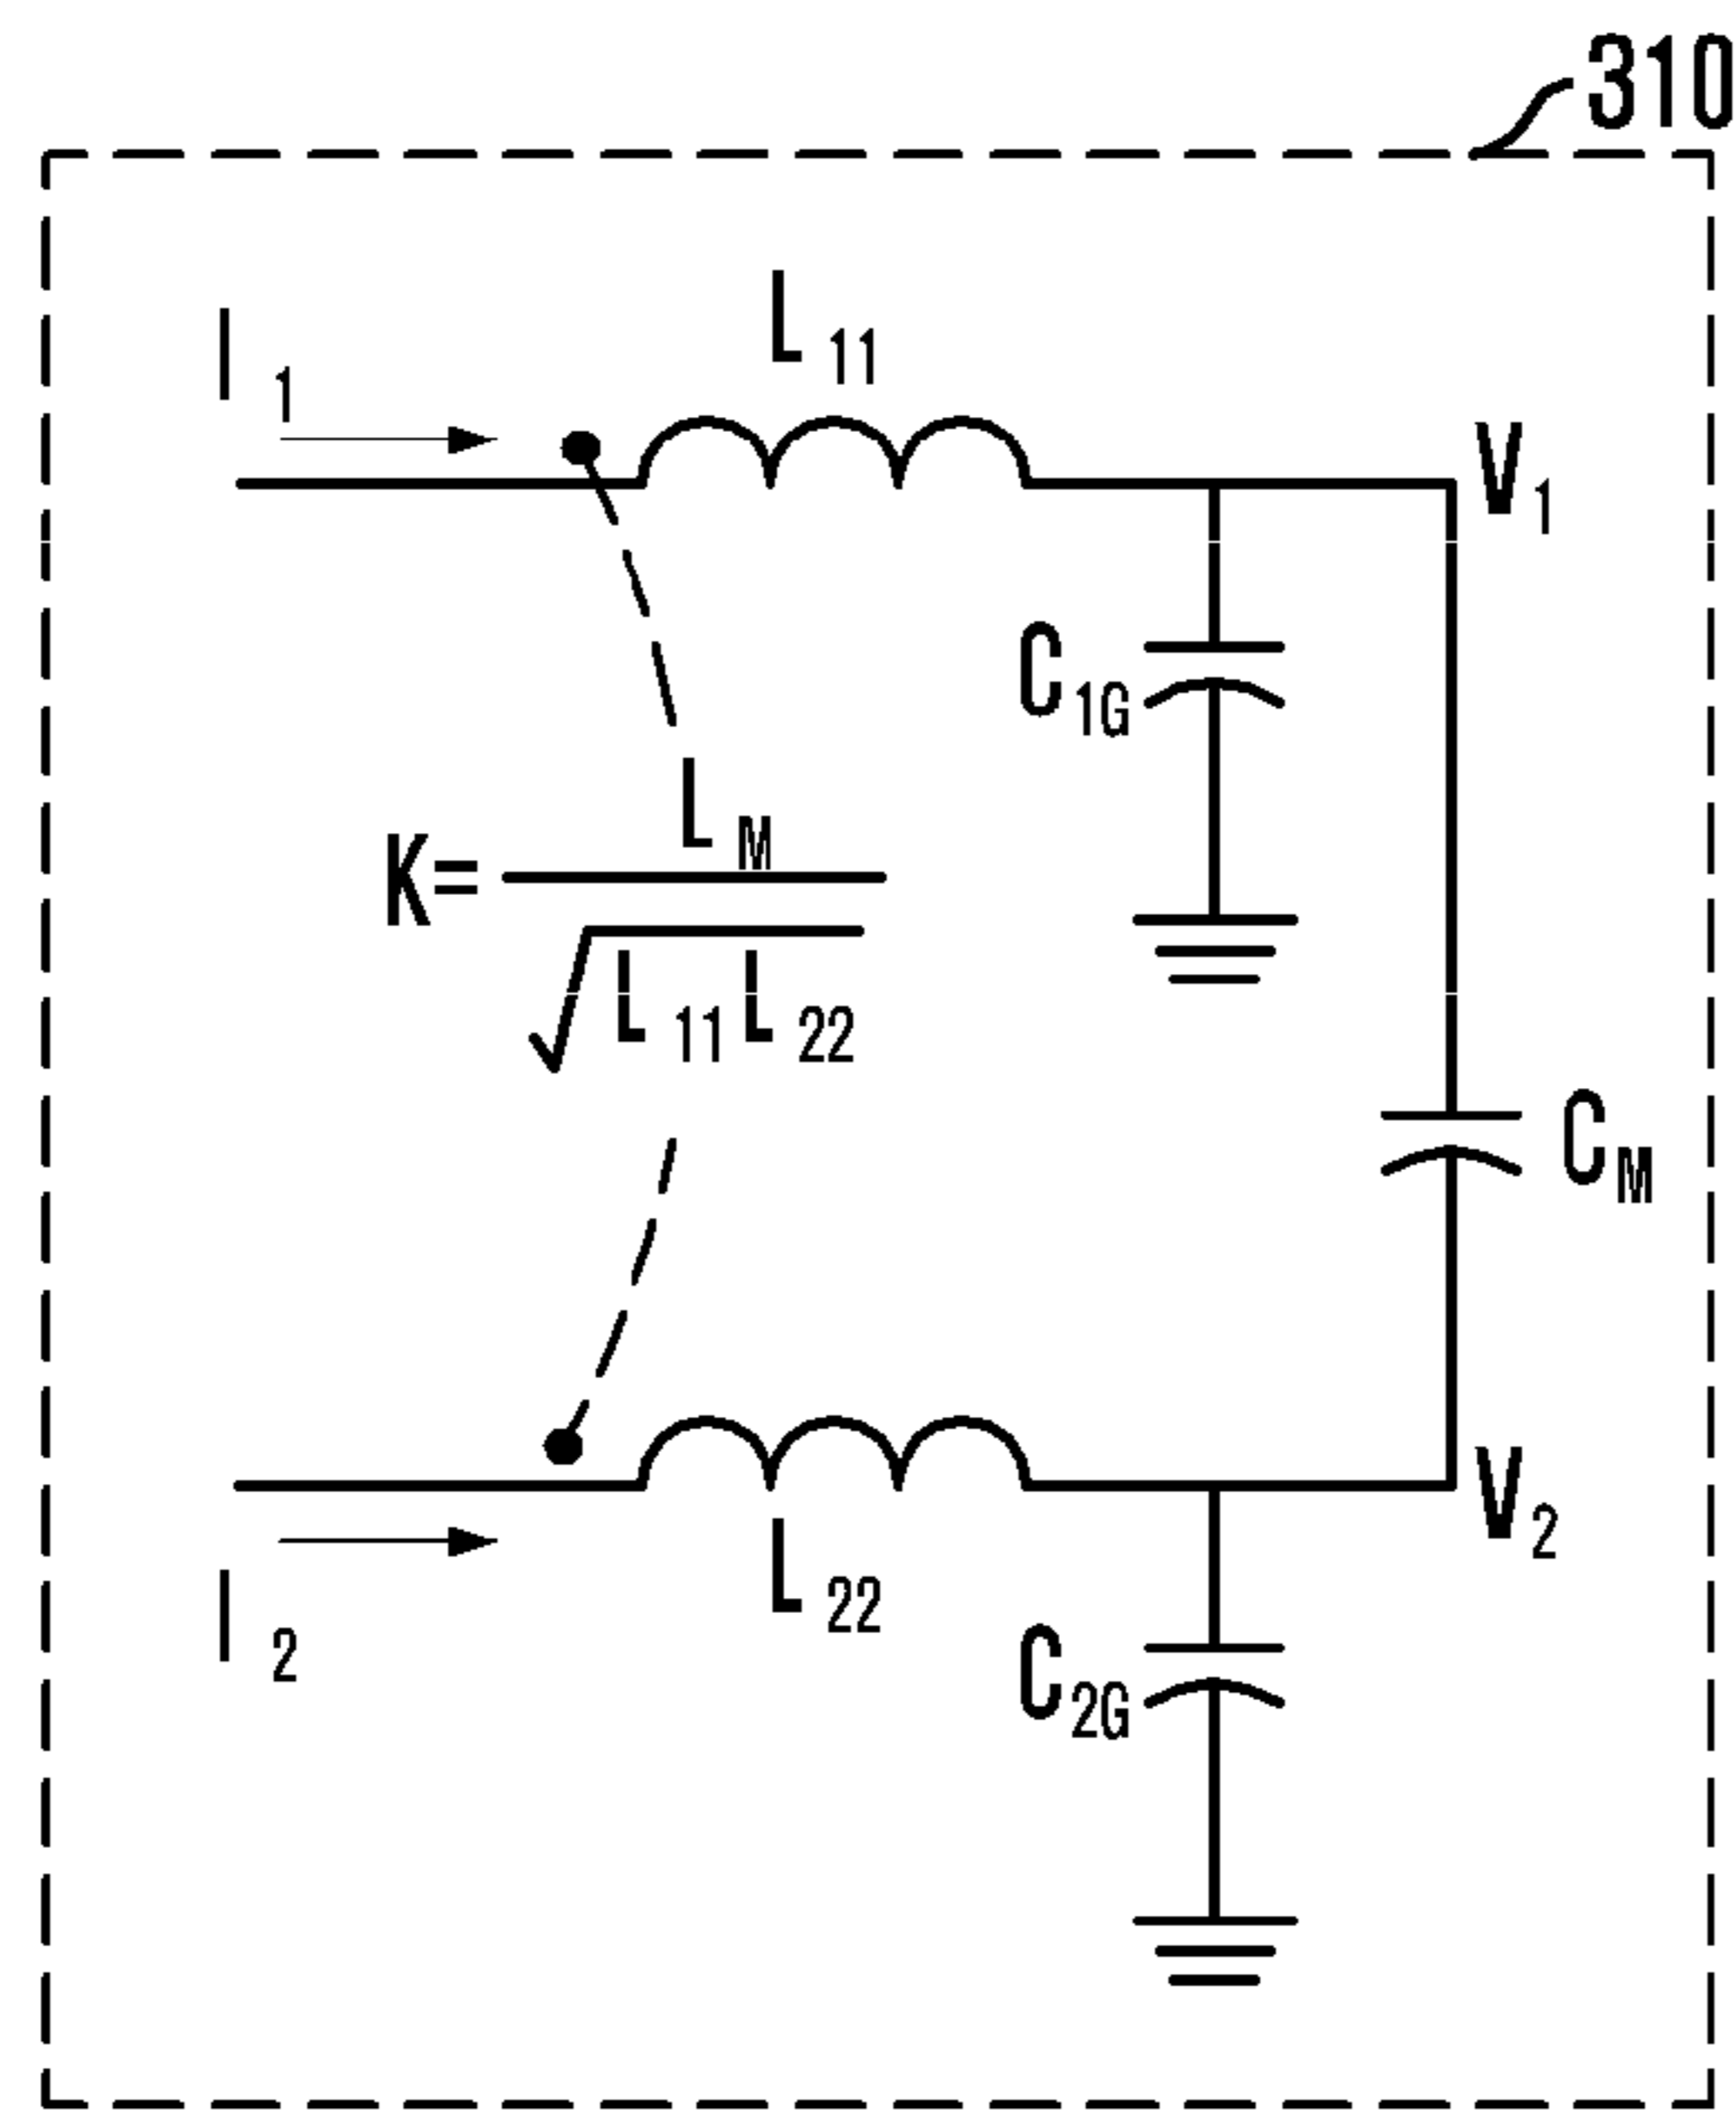 310
L11
I1
V1
C1G
K= LM
√L11L22
CM
V2
L22
I2
C2G